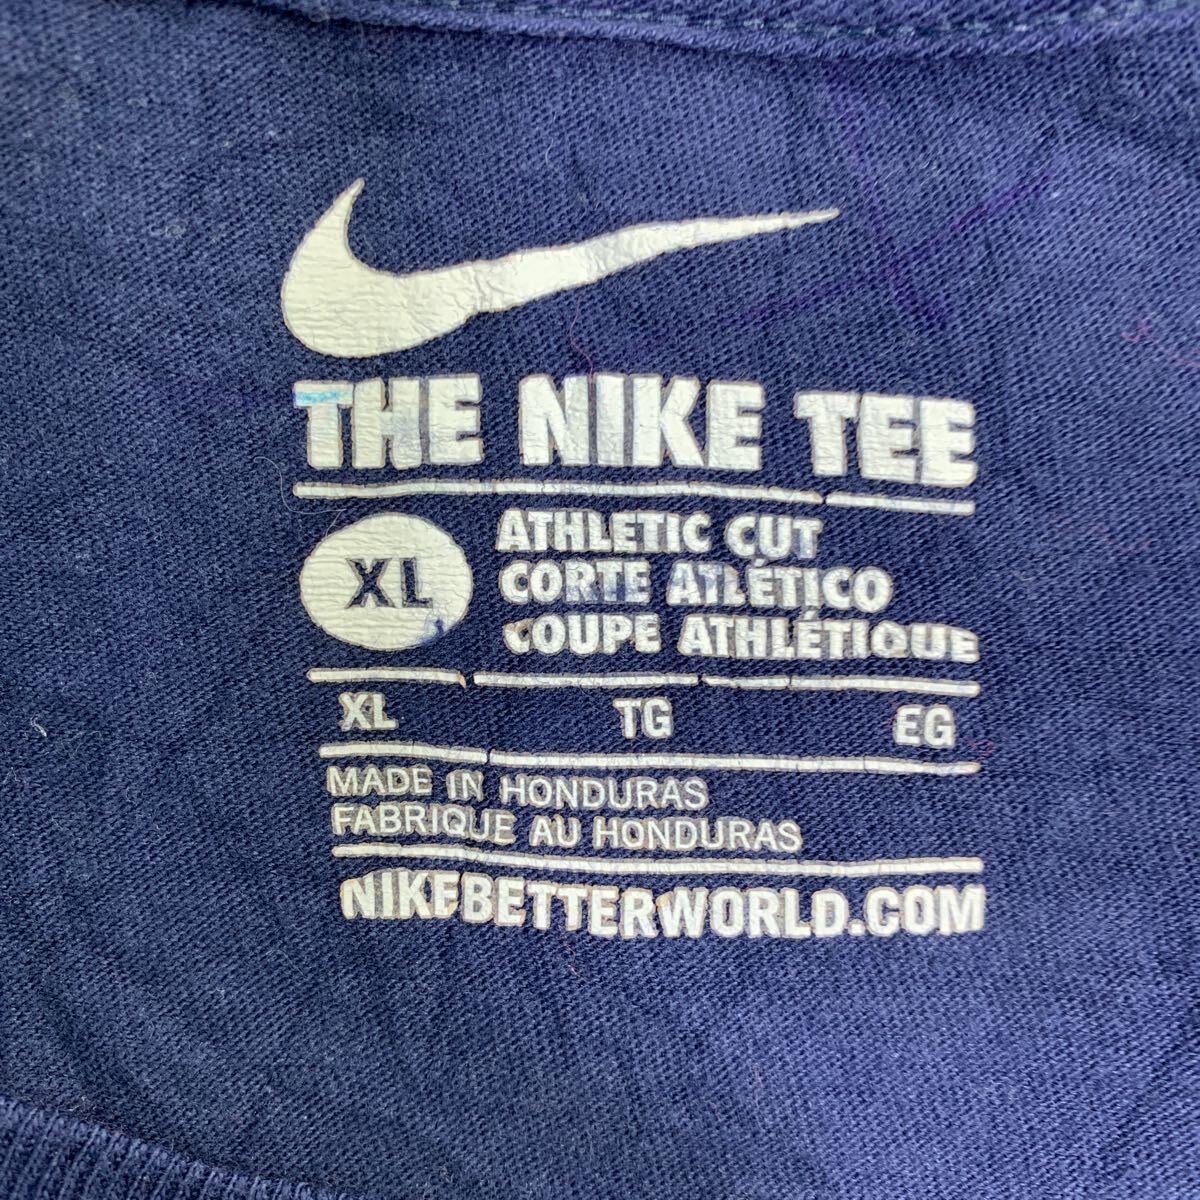 THE NIKE TEE
XL
ATHLETIC CUT
CORTE ATLÉTICO
COUPE ATHLÉTIQUE
XL TG EG
MADE IN HONDURAS
FABRIQUE AU HONDURAS
NIKEBETTERWORLD.COM